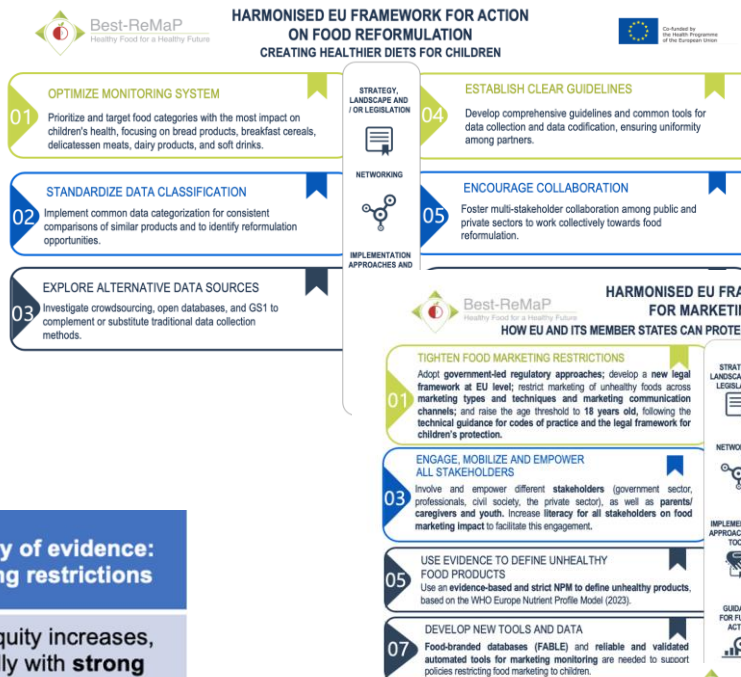 Best-ReMaP
Healthy Food for a Healthy Future
HARMONISED EU FRAMEWORK FOR ACTION
ON FOOD REFORMULATION
CREATING HEALTHIER DIETS FOR CHILDREN
Co-funded by
the Health Programme
of the European Union
01
OPTIMIZE MONITORING SYSTEM
Prioritize and target food categories with the most impact on
children's health, focusing on bread products, breakfast cereals,
delicatessen meats, dairy products, and soft drinks.
02
STANDARDIZE DATA CLASSIFICATION
Implement common data categorization for consistent
comparisons of similar products and to identify reformulation
opportunities.
03
EXPLORE ALTERNATIVE DATA SOURCES
Investigate crowdsourcing, open databases, and GS1 to
complement or substitute traditional data collection
methods.
STRATEGY,
LANDSCAPE AND
/ OR LEGISLATION
NETWORKING
IMPLEMENTATION
APPROACHES AND
04
ESTABLISH CLEAR GUIDELINES
Develop comprehensive guidelines and common tools for
data collection and data codification, ensuring uniformity
among partners.
05
ENCOURAGE COLLABORATION
Foster multi-stakeholder collaboration among public and
private sectors to work collectively towards food
reformulation.
Best-ReMaP
Healthy Food for a Healthy Future
HARMONISED EU FRA
FOR MARKETI
HOW EU AND ITS MEMBER STATES CAN PROTE
01
TIGHTEN FOOD MARKETING RESTRICTIONS
Adopt government-led regulatory approaches; develop a new legal
framework at EU level; restrict marketing of unhealthy foods across
marketing types and techniques and marketing communication
channels; and raise the age threshold to 18 years old, following the
technical guidance for codes of practice and the legal framework for
children's protection.
03
ENGAGE, MOBILIZE AND EMPOWER
ALL STAKEHOLDERS
Involve and empower different stakeholders (government sector,
professionals, civil society, the private sector), as well as parents/
caregivers and youth. Increase literacy for all stakeholders on food
marketing impact to facilitate this engagement.
05
USE EVIDENCE TO DEFINE UNHEALTHY
FOOD PRODUCTS
Use an evidence-based and strict NPM to define unhealthy products,
based on the WHO Europe Nutrient Profile Model (2023).
07
DEVELOP NEW TOOLS AND DATA
Food-branded databases (FABLE) and reliable and validated
automated tools for marketing monitoring are needed to support
policies restricting food marketing to children.
STRAT
LANDSCA
LEGISL
NETWO
IMPLEME
APPROAC
TOO
GUIDA
FOR FU
ACT
y of evidence:
ng restrictions
quity increases,
lly with strong